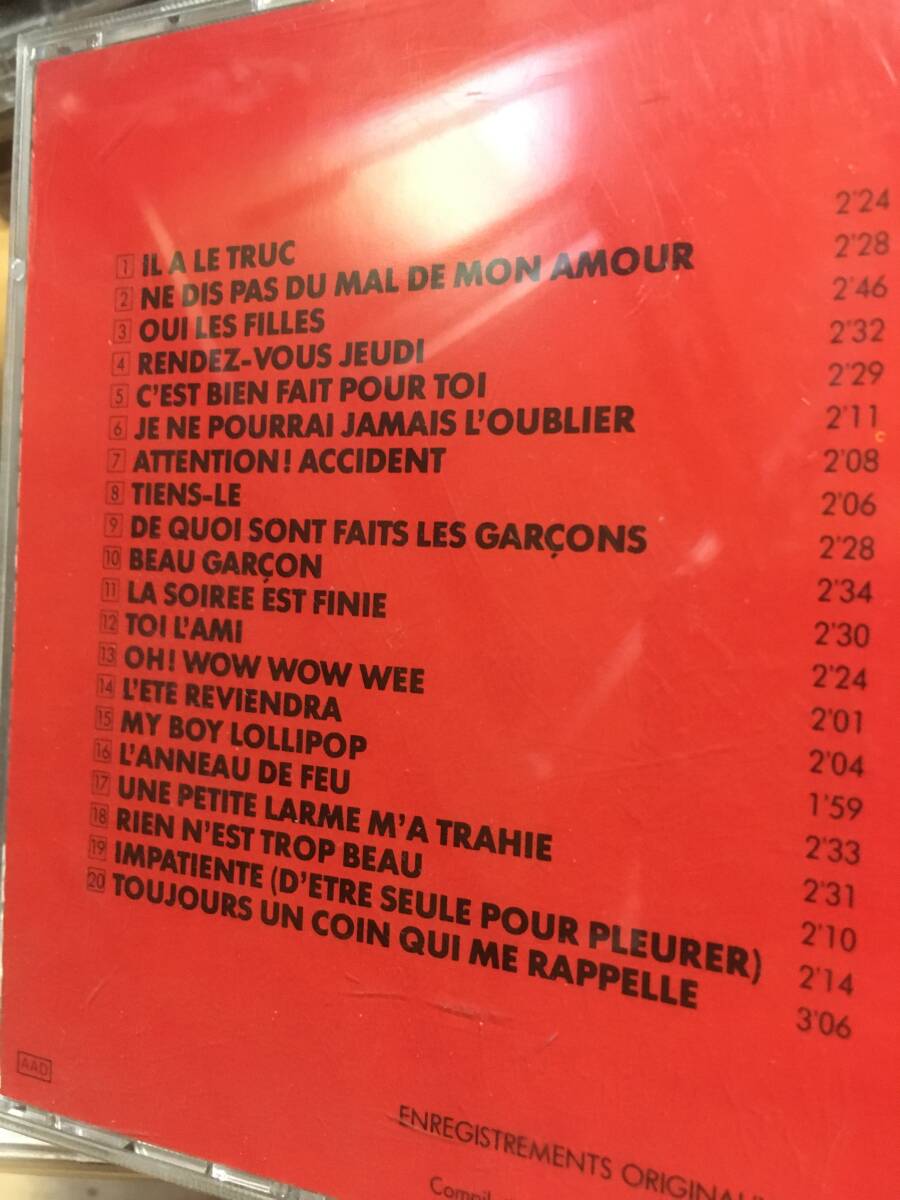 1 IL A LE TRUC 2'24
2 NE DIS PAS DU MAL DE MON AMOUR 2'28
3 OUI LES FILLES 2'46
4 RENDEZ-VOUS JEUDI 2'32
5 C'EST BIEN FAIT POUR TOI 2'29
6 JE NE POURRAI JAMAIS L'OUBLIER 2'11
7 ATTENTION! ACCIDENT 2'08
8 TIENS-LE 2'06
9 DE QUOI SONT FAITS LES GARÇONS 2'28
10 BEAU GARÇON 2'34
11 LA SOIREE EST FINIE 2'30
12 TOI L'AMI 2'24
13 OH! WOW WOW WEE 2'01
14 L'ETE REVIENDRA 2'04
15 MY BOY LOLLIPOP 1'59
16 L'ANNEAU DE FEU 2'33
17 UNE PETITE LARME M'A TRAHIE 2'31
18 RIEN N'EST TROP BEAU 2'10
19 IMPATIENTE (D'ETRE SEULE POUR PLEURER) 2'14
20 TOUJOURS UN COIN QUI ME RAPPELLE 3'06
AAD
ENREGISTREMENTS